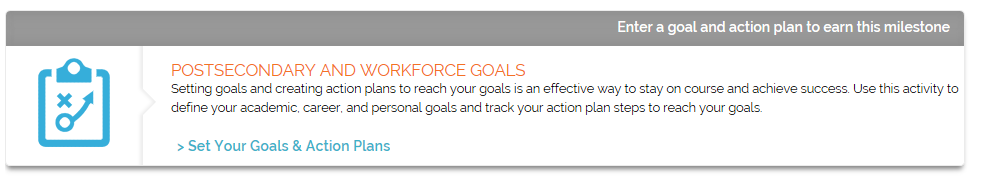 Enter a goal and action plan to earn this milestone
POSTSECONDARY AND WORKFORCE GOALS
Setting goals and creating action plans to reach your goals is an effective way to stay on course and achieve success. Use this activity to
define your academic, career, and personal goals and track your action plan steps to reach your goals.
> Set Your Goals & Action Plans